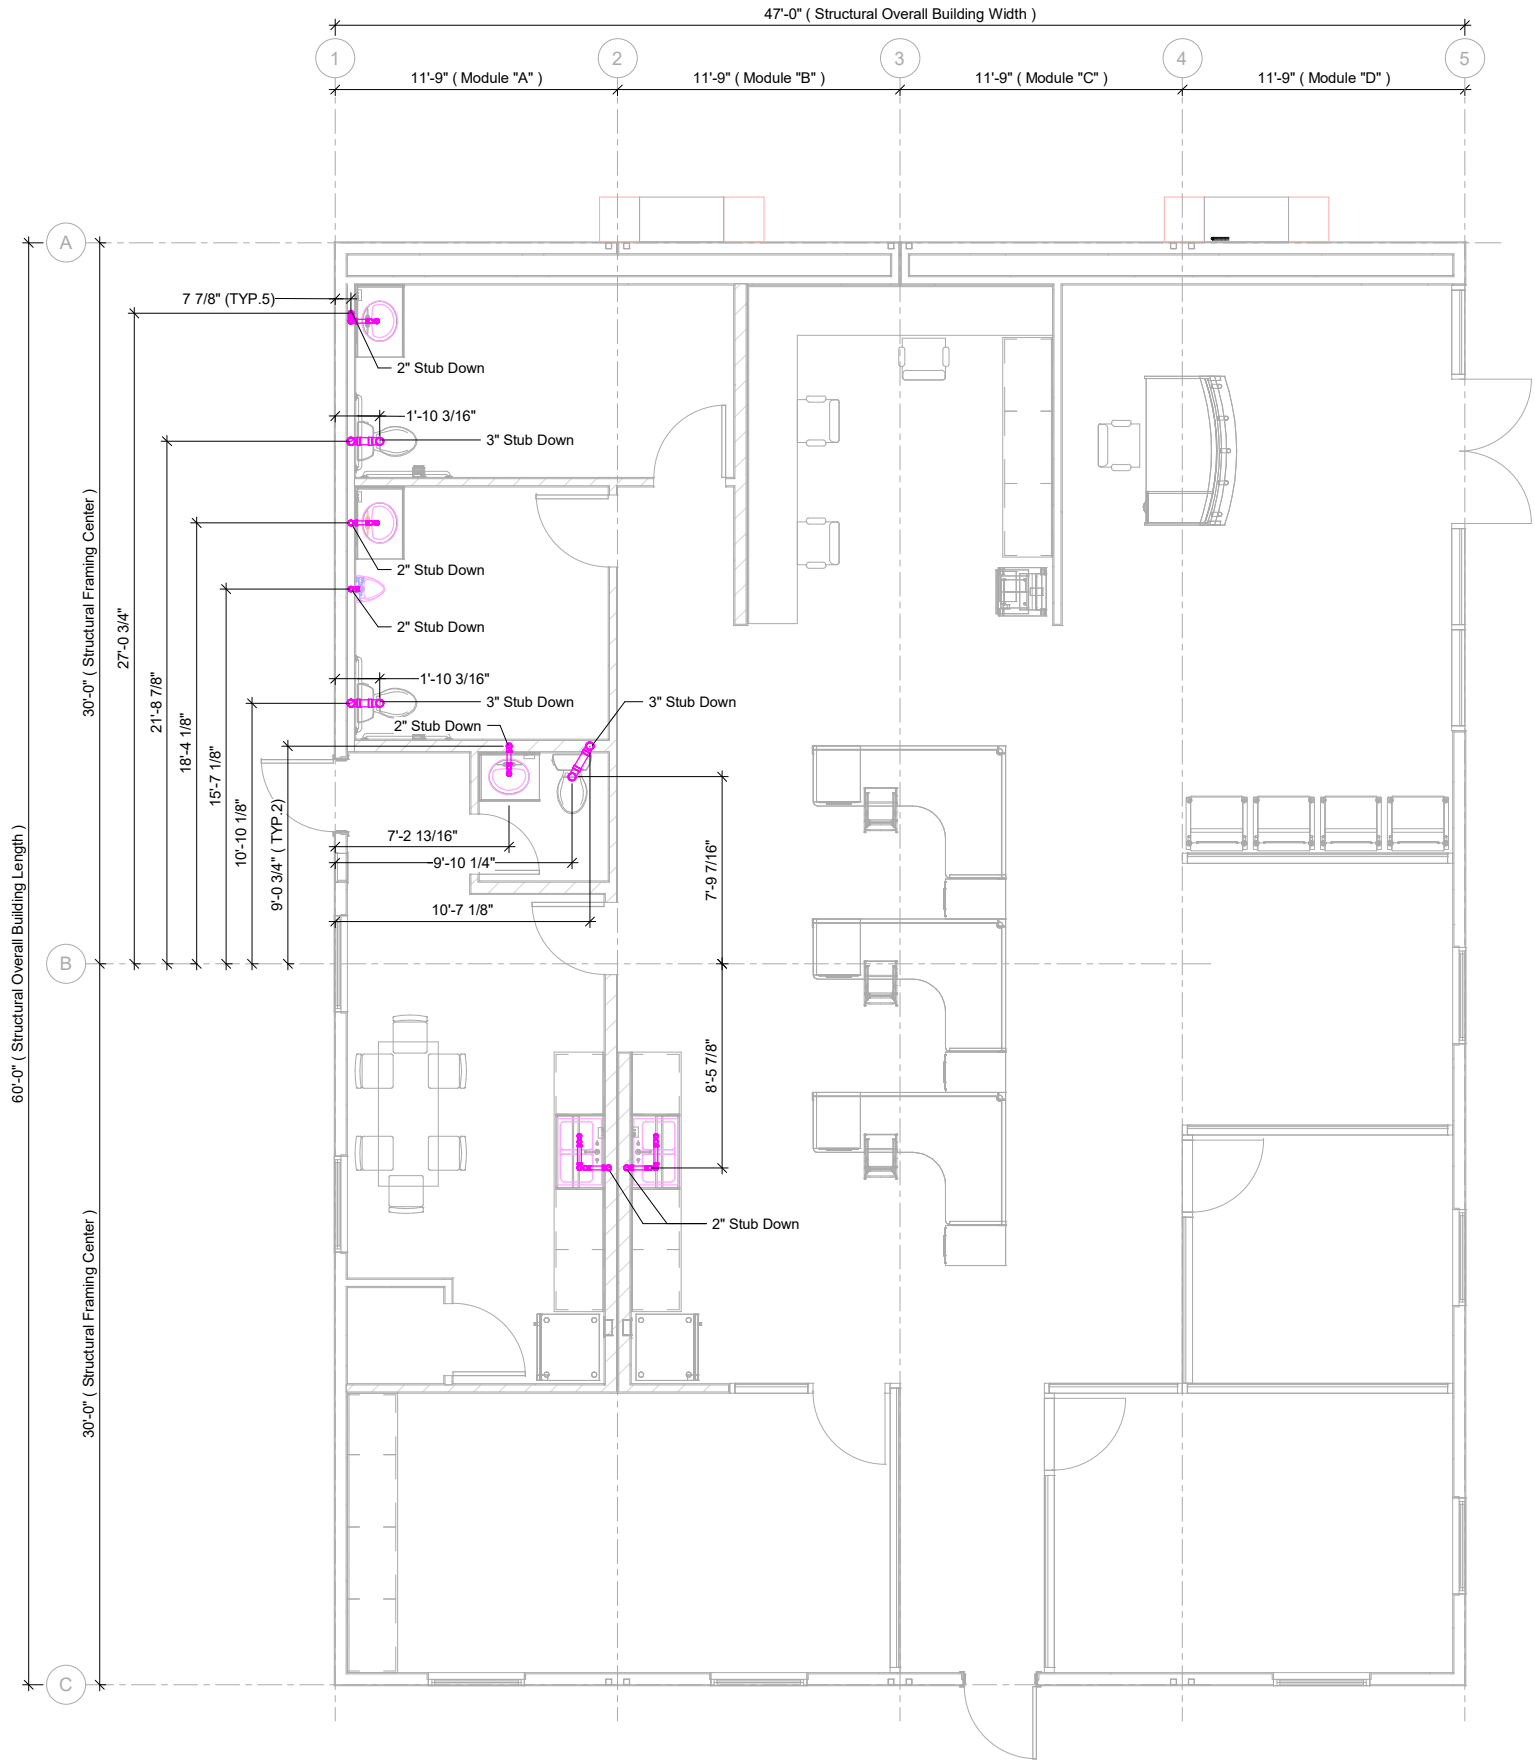 47'-0" ( Structural Overall Building Width )
1
2
3
4
5
11'-9" ( Module "A" )
11'-9" ( Module "B" )
11'-9" ( Module "C" )
11'-9" ( Module "D" )
A
7 7/8" (TYP.5)
2" Stub Down
1'-10 3/16"
3" Stub Down
30'-0" ( Structural Framing Center )
27'-0 3/4"
21'-8 7/8"
18'-4 1/8"
15'-7 1/8"
10'-10 1/8"
9'-0 3/4" ( TYP.2)
2" Stub Down
2" Stub Down
1'-10 3/16"
3" Stub Down
3" Stub Down
2" Stub Down
7'-2 13/16"
9'-10 1/4"
10'-7 1/8"
7'-9 7/16"
B
60'-0" ( Structural Overall Building Length )
8'-5 7/8"
2" Stub Down
30'-0" ( Structural Framing Center )
C